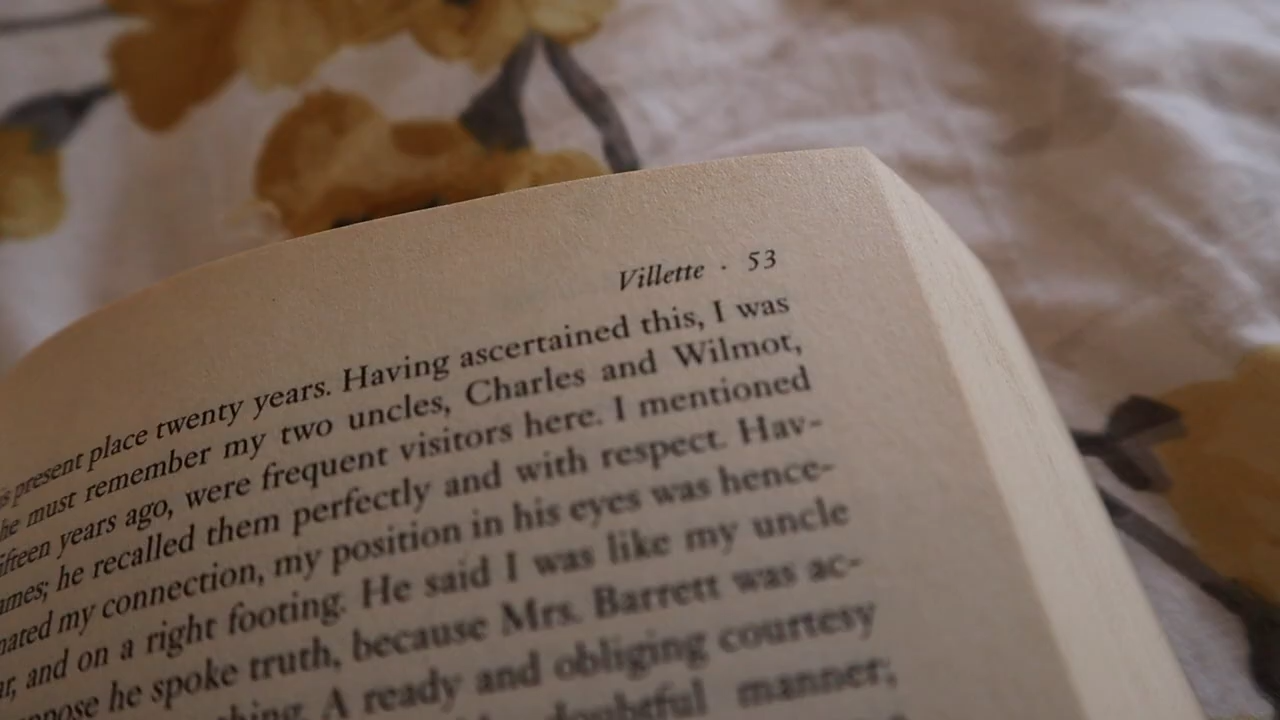 Villette · 53
present place twenty years. Having ascertained this, I was
he must remember my two uncles, Charles and Wilmot,
fifteen years ago, were frequent visitors here. I mentioned
he recalled them perfectly and with respect. Hav-
my connection, my position in his eyes was hence-
and on a right footing. He said I was like my uncle
he spoke truth, because Mrs. Barrett was ac-
thing. A ready and obliging courtesy
doubtful manner;